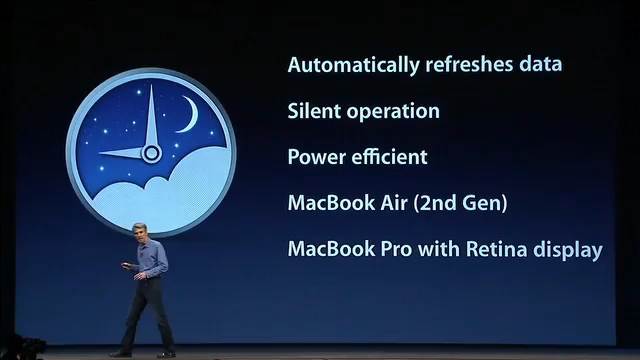 Automatically refreshes data
Silent operation
Power efficient
MacBook Air (2nd Gen)
MacBook Pro with Retina display